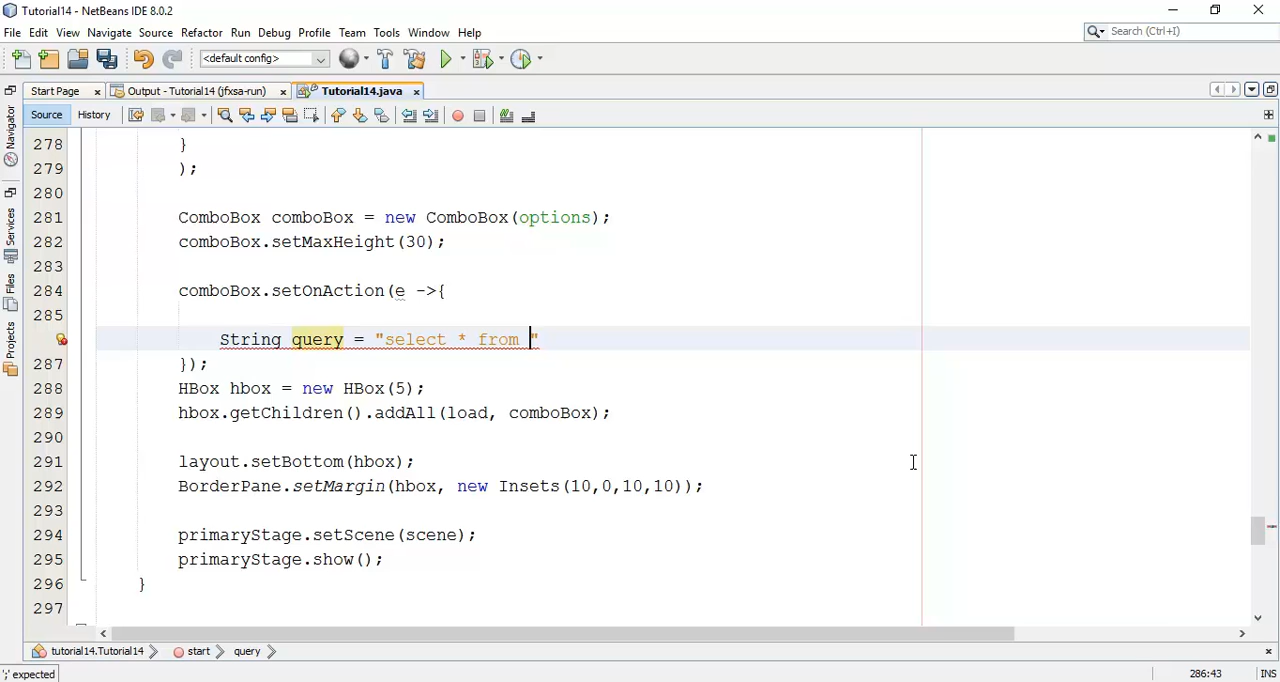 Tutorial14 - NetBeans IDE 8.0.2
File Edit View Navigate Source Refactor Run Debug Profile Team Tools Window Help
Search (Ctrl+I)
<default config>
Start Page x Output - Tutorial14 (jfxsa-run) x Tutorial14.java x
Source History
Navigator
Services
Files
Projects
278 }
279 );
280
281 ComboBox comboBox = new ComboBox(options);
282 comboBox.setMaxHeight(30);
283
284 comboBox.setOnAction(e ->{
285
String query = "select * from "
287 });
288 HBox hbox = new HBox(5);
289 hbox.getChildren().addAll(load, comboBox);
290
291 layout.setBottom(hbox);
292 BorderPane.setMargin(hbox, new Insets(10,0,10,10));
293
294 primaryStage.setScene(scene);
295 primaryStage.show();
296 }
297
tutorial14.Tutorial14 start query
';' expected 286:43 INS